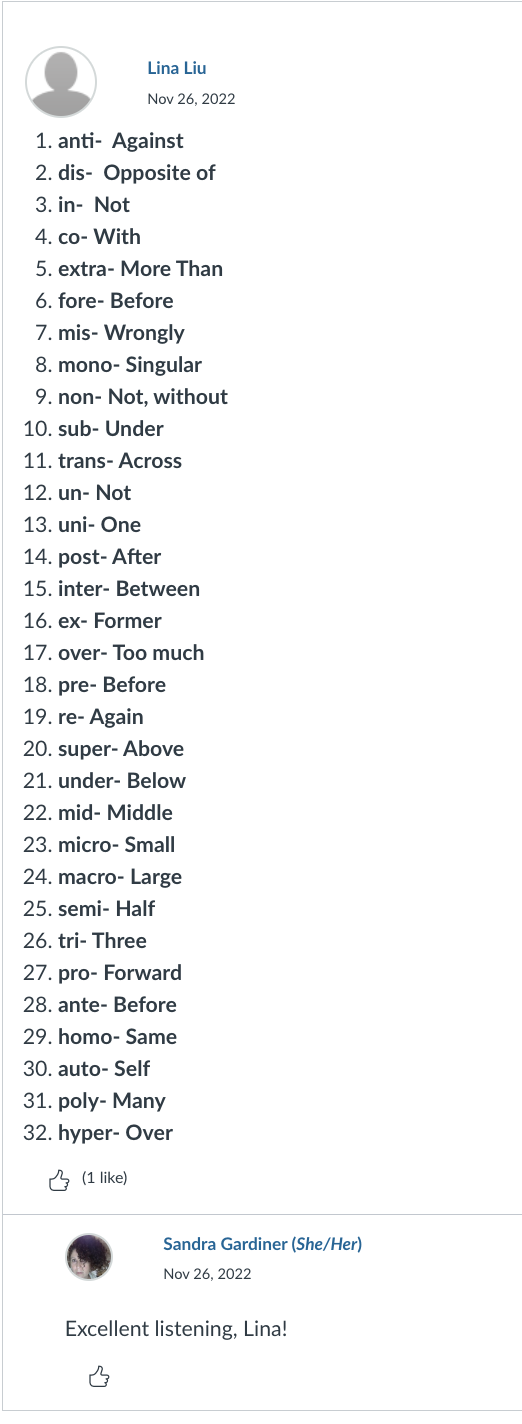 Lina Liu
Nov 26, 2022
1. anti- Against
2. dis- Opposite of
3. in- Not
4. co- With
5. extra- More Than
6. fore- Before
7. mis- Wrongly
8. mono- Singular
9. non- Not, without
10. sub- Under
11. trans- Across
12. un- Not
13. uni- One
14. post- After
15. inter- Between
16. ex- Former
17. over- Too much
18. pre- Before
19. re- Again
20. super- Above
21. under- Below
22. mid- Middle
23. micro- Small
24. macro- Large
25. semi- Half
26. tri- Three
27. pro- Forward
28. ante- Before
29. homo- Same
30. auto- Self
31. poly- Many
32. hyper- Over
(1 like)
Sandra Gardiner (She/Her)
Nov 26, 2022
Excellent listening, Lina!